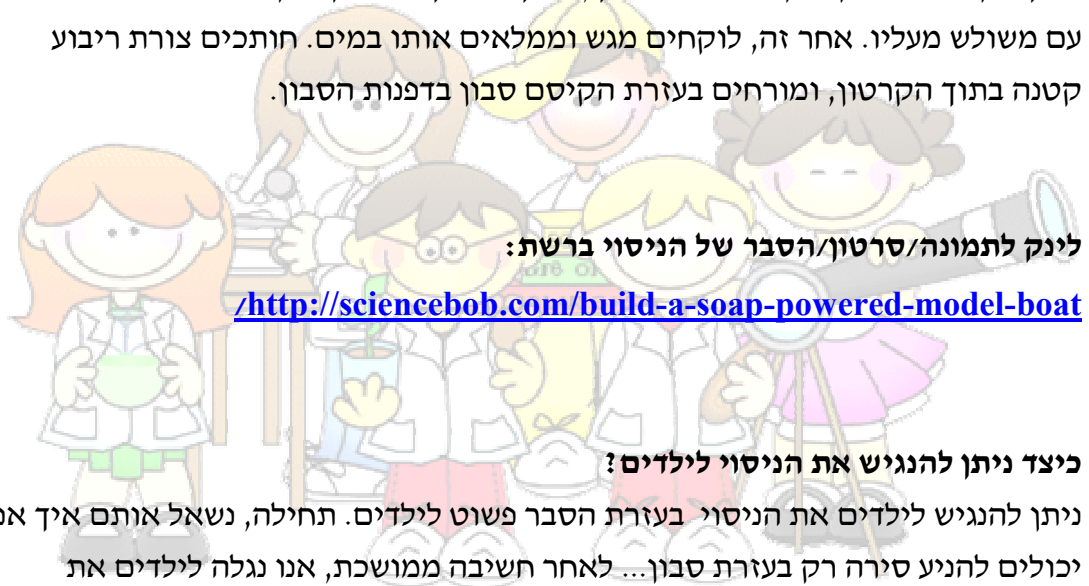 עם משולש מעליו. אחר זה, לוקחים מגש וממלאים אותו במים. חותכים צורת ריבוע
קטנה בתוך הקרטון, ומורחים בעזרת הקיסם סבון בדפנות הסבון.
לינק לתמונה/סרטון/הסבר של הניסוי ברשת:
http://sciencebob.com/build-a-soap-powered-model-boat/
כיצד ניתן להנגיש את הניסוי לילדים?
ניתן להנגיש לילדים את הניסוי בעזרת הסבר פשוט לילדים. תחילה, נשאל אותם איך
יכולים להניע סירה רק בעזרת סבון... לאחר חשיבה ממושכת, אנו נגלה לילדים את